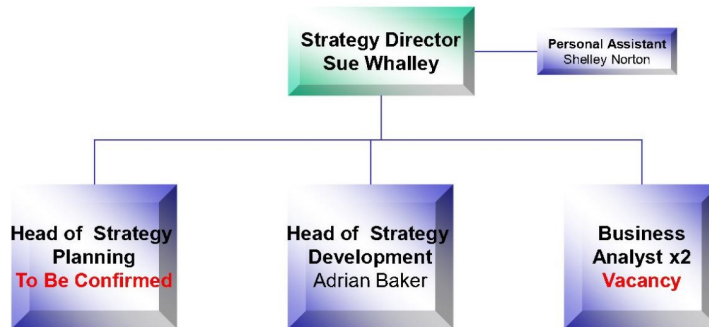 Strategy Director
Sue Whalley
Personal Assistant
Shelley Norton
Head of Strategy
Planning
To Be Confirmed
Head of Strategy
Development
Adrian Baker
Business
Analyst x2
Vacancy